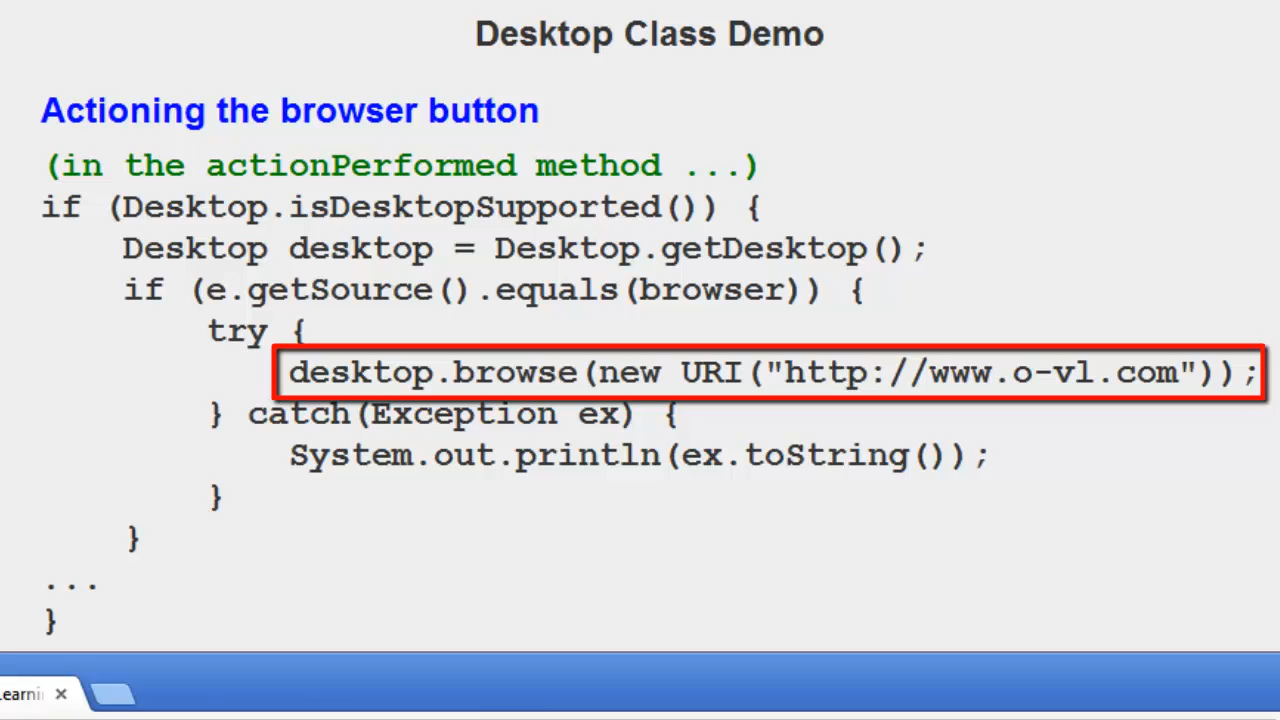 Desktop Class Demo
Actioning the browser button
(in the actionPerformed method ...)
if (Desktop.isDesktopSupported()) {
Desktop desktop = Desktop.getDesktop();
if (e.getSource().equals(browser)) {
try {
desktop.browse(new URI("http://www.o-vl.com"));
} catch(Exception ex) {
System.out.println(ex.toString());
}
}
...
}